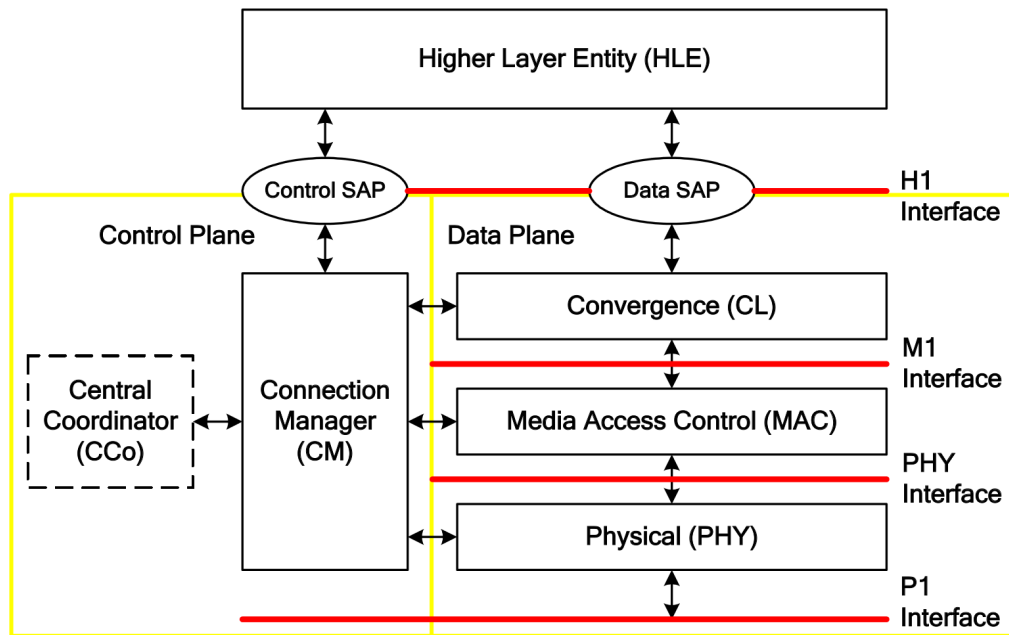 Higher Layer Entity (HLE)
Control SAP
Data SAP
H1
Interface
Control Plane
Data Plane
Convergence (CL)
M1
Interface
Central
Coordinator
(CCo)
Connection
Manager
(CM)
Media Access Control (MAC)
PHY
Interface
Physical (PHY)
P1
Interface